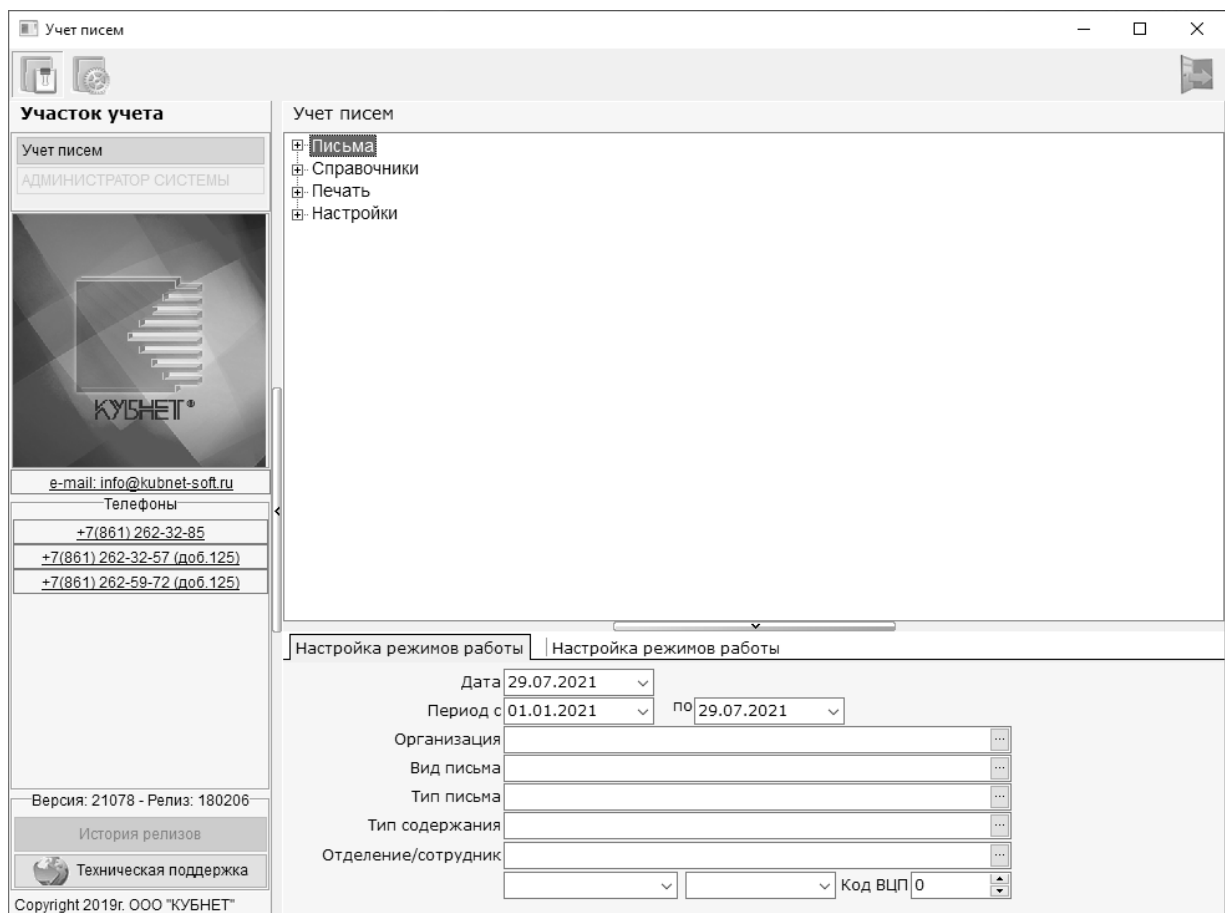 Учет писем
Участок учета
Учет писем
АДМИНИСТРАТОР СИСТЕМЫ
КУБНЕТ®
e-mail: info@kubnet-soft.ru
Телефоны
+7(861) 262-32-85
+7(861) 262-32-57 (доб.125)
+7(861) 262-59-72 (доб.125)
Версия: 21078 - Релиз: 180206
История релизов
Техническая поддержка
Copyright 2019г. ООО "КУБНЕТ"
Учет писем
Письма
Справочники
Печать
Настройки
Настройка режимов работы Настройка режимов работы
Дата 29.07.2021
Период с 01.01.2021 по 29.07.2021
Организация
Вид письма
Тип письма
Тип содержания
Отделение/сотрудник
Код ВЦП 0